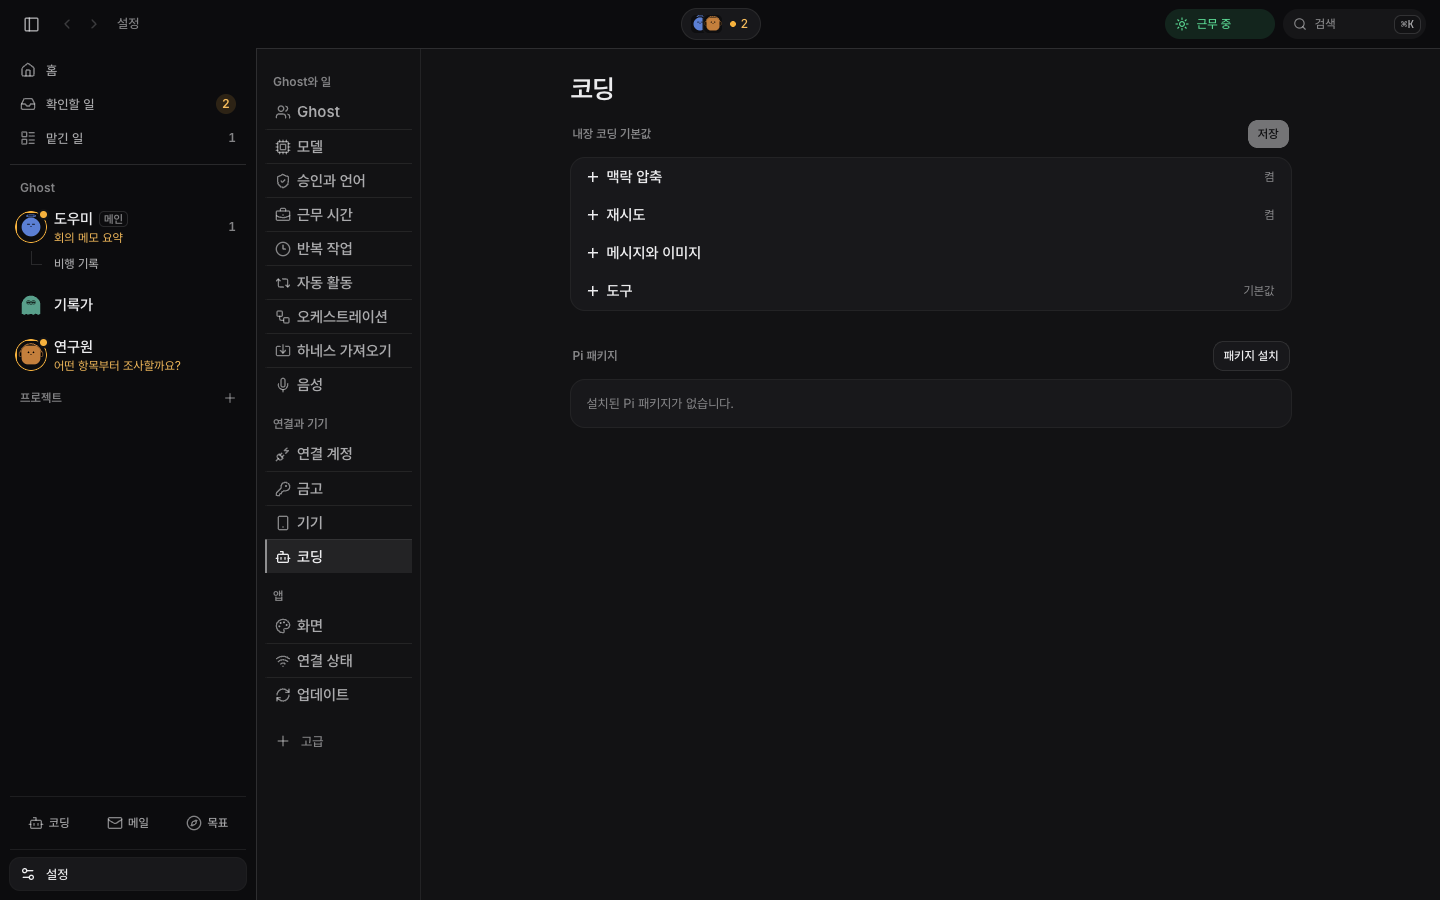 설정
2
근무 중
검색
⌘K
홈
확인할 일
2
맡긴 일
1
Ghost
도우미
메인
회의 메모 요약
1
비행 기록
기록가
연구원
어떤 항목부터 조사할까요?
프로젝트
코딩
메일
목표
설정
Ghost와 일
Ghost
모델
승인과 언어
근무 시간
반복 작업
자동 활동
오케스트레이션
하네스 가져오기
음성
연결과 기기
연결 계정
금고
기기
코딩
앱
화면
연결 상태
업데이트
고급
코딩
내장 코딩 기본값
저장
맥락 압축
켬
재시도
켬
메시지와 이미지
도구
기본값
Pi 패키지
패키지 설치
설치된 Pi 패키지가 없습니다.